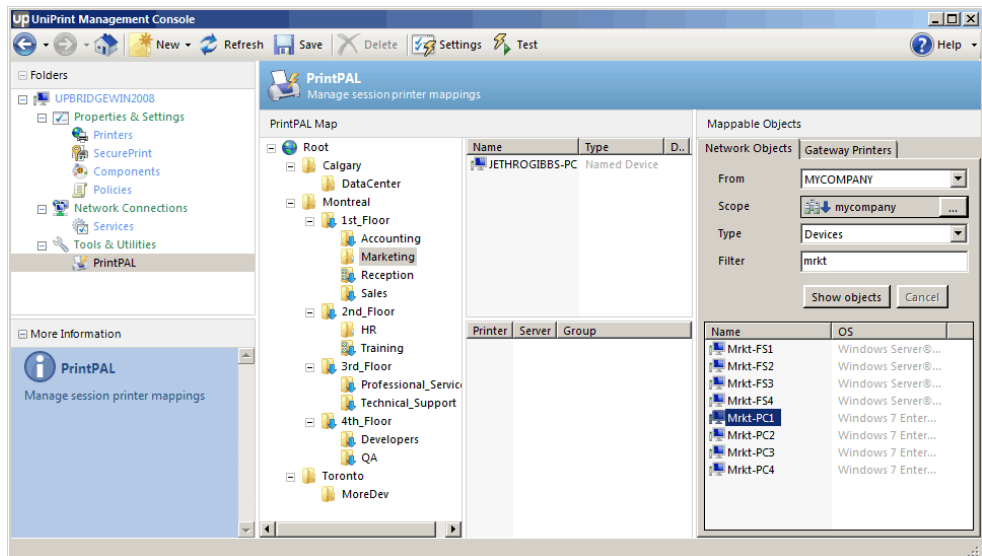 UP UniPrint Management Console
New Refresh Save Delete Settings Test Help
Folders
UPBRIDGEWIN2008
Properties & Settings
Printers
SecurePrint
Components
Policies
Network Connections
Services
Tools & Utilities
PrintPAL
More Information
PrintPAL
Manage session printer mappings
PrintPAL
Manage session printer mappings
PrintPAL Map
Root
Calgary
DataCenter
Montreal
1st_Floor
Accounting
Marketing
Reception
Sales
2nd_Floor
HR
Training
3rd_Floor
Professional_Servic
Technical_Support
4th_Floor
Developers
QA
Toronto
MoreDev
Name Type D..
JETHROGIBBS-PC Named Device
Printer Server Group
Mappable Objects
Network Objects Gateway Printers
From MYCOMPANY
Scope mycompany ...
Type Devices
Filter mrkt
Show objects Cancel
Name OS
Mrkt-FS1 Windows Server®...
Mrkt-FS2 Windows Server®...
Mrkt-FS3 Windows Server®...
Mrkt-FS4 Windows Server®...
Mrkt-PC1 Windows 7 Enter...
Mrkt-PC2 Windows 7 Enter...
Mrkt-PC3 Windows 7 Enter...
Mrkt-PC4 Windows 7 Enter...